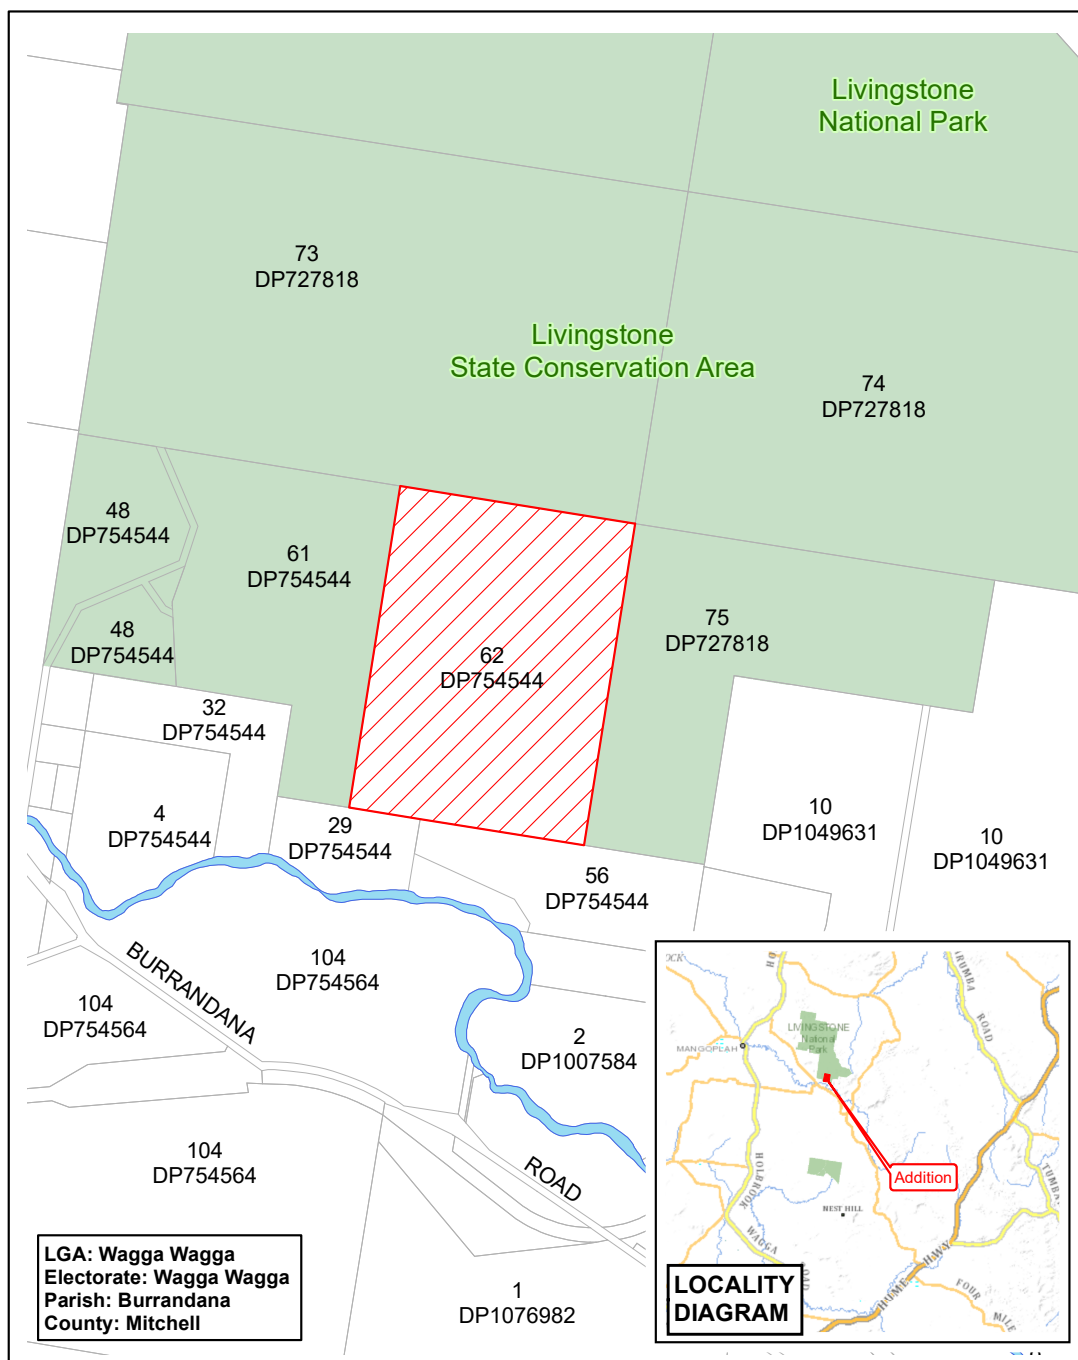 Livingstone
National Park
73
DP727818
Livingstone
State Conservation Area
74
DP727818
48
DP754544
61
DP754544
75
DP727818
48
DP754544
62
DP754544
32
DP754544
4
DP754544
29
DP754544
10
DP1049631
10
DP1049631
56
DP754544
BURRANDANA
104
DP754564
104
DP754564
2
DP1007584
104
DP754564
ROAD
1
DP1076982
LGA: Wagga Wagga
Electorate: Wagga Wagga
Parish: Burrandana
County: Mitchell
OCK
RUMBA
ROAD
LIVINGSTONE
National
Park
MANGOPLAH
HOLBROOK
Addition
TUMBA
NEST HILL
WAGGA
HUME HWY
FOUR
MILE
LOCALITY
DIAGRAM